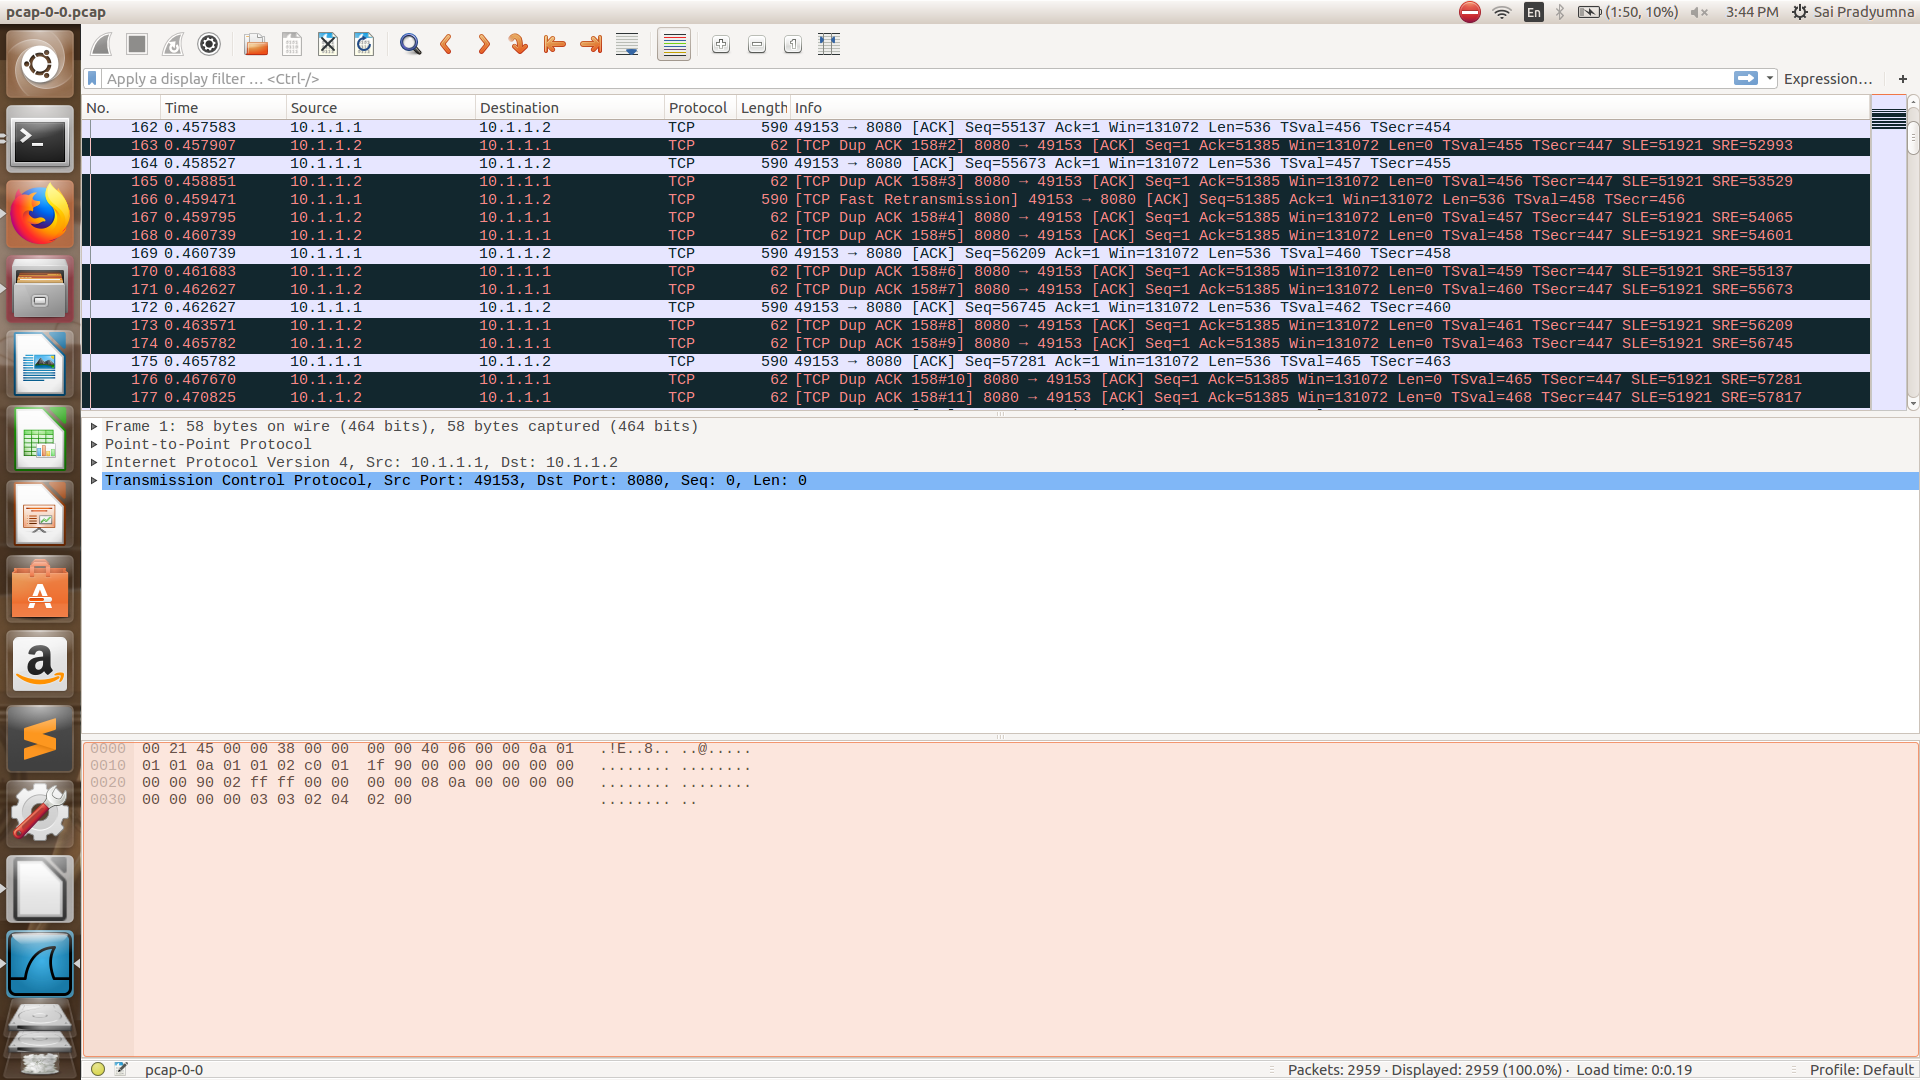 pcap-0-0.pcap
En (1:50, 10%) 3:44 PM Sai Pradyumna
Apply a display filter … <Ctrl-/> Expression… +
No. Time Source Destination Protocol Length Info
162 0.457583 10.1.1.1 10.1.1.2 TCP 590 49153 → 8080 [ACK] Seq=55137 Ack=1 Win=131072 Len=536 TSval=456 TSecr=454
163 0.457907 10.1.1.2 10.1.1.1 TCP 62 [TCP Dup ACK 158#2] 8080 → 49153 [ACK] Seq=1 Ack=51385 Win=131072 Len=0 TSval=455 TSecr=447 SLE=51921 SRE=52993
164 0.458527 10.1.1.1 10.1.1.2 TCP 590 49153 → 8080 [ACK] Seq=55673 Ack=1 Win=131072 Len=536 TSval=457 TSecr=455
165 0.458851 10.1.1.2 10.1.1.1 TCP 62 [TCP Dup ACK 158#3] 8080 → 49153 [ACK] Seq=1 Ack=51385 Win=131072 Len=0 TSval=456 TSecr=447 SLE=51921 SRE=53529
166 0.459471 10.1.1.1 10.1.1.2 TCP 590 [TCP Fast Retransmission] 49153 → 8080 [ACK] Seq=51385 Ack=1 Win=131072 Len=536 TSval=458 TSecr=456
167 0.459795 10.1.1.2 10.1.1.1 TCP 62 [TCP Dup ACK 158#4] 8080 → 49153 [ACK] Seq=1 Ack=51385 Win=131072 Len=0 TSval=457 TSecr=447 SLE=51921 SRE=54065
168 0.460739 10.1.1.2 10.1.1.1 TCP 62 [TCP Dup ACK 158#5] 8080 → 49153 [ACK] Seq=1 Ack=51385 Win=131072 Len=0 TSval=458 TSecr=447 SLE=51921 SRE=54601
169 0.460739 10.1.1.1 10.1.1.2 TCP 590 49153 → 8080 [ACK] Seq=56209 Ack=1 Win=131072 Len=536 TSval=460 TSecr=458
170 0.461683 10.1.1.2 10.1.1.1 TCP 62 [TCP Dup ACK 158#6] 8080 → 49153 [ACK] Seq=1 Ack=51385 Win=131072 Len=0 TSval=459 TSecr=447 SLE=51921 SRE=55137
171 0.462627 10.1.1.2 10.1.1.1 TCP 62 [TCP Dup ACK 158#7] 8080 → 49153 [ACK] Seq=1 Ack=51385 Win=131072 Len=0 TSval=460 TSecr=447 SLE=51921 SRE=55673
172 0.462627 10.1.1.1 10.1.1.2 TCP 590 49153 → 8080 [ACK] Seq=56745 Ack=1 Win=131072 Len=536 TSval=462 TSecr=460
173 0.463571 10.1.1.2 10.1.1.1 TCP 62 [TCP Dup ACK 158#8] 8080 → 49153 [ACK] Seq=1 Ack=51385 Win=131072 Len=0 TSval=461 TSecr=447 SLE=51921 SRE=56209
174 0.465782 10.1.1.2 10.1.1.1 TCP 62 [TCP Dup ACK 158#9] 8080 → 49153 [ACK] Seq=1 Ack=51385 Win=131072 Len=0 TSval=463 TSecr=447 SLE=51921 SRE=56745
175 0.465782 10.1.1.1 10.1.1.2 TCP 590 49153 → 8080 [ACK] Seq=57281 Ack=1 Win=131072 Len=536 TSval=465 TSecr=463
176 0.467670 10.1.1.2 10.1.1.1 TCP 62 [TCP Dup ACK 158#10] 8080 → 49153 [ACK] Seq=1 Ack=51385 Win=131072 Len=0 TSval=465 TSecr=447 SLE=51921 SRE=57281
177 0.470825 10.1.1.2 10.1.1.1 TCP 62 [TCP Dup ACK 158#11] 8080 → 49153 [ACK] Seq=1 Ack=51385 Win=131072 Len=0 TSval=468 TSecr=447 SLE=51921 SRE=57817
Frame 1: 58 bytes on wire (464 bits), 58 bytes captured (464 bits)
Point-to-Point Protocol
Internet Protocol Version 4, Src: 10.1.1.1, Dst: 10.1.1.2
Transmission Control Protocol, Src Port: 49153, Dst Port: 8080, Seq: 0, Len: 0
0000 00 21 45 00 00 38 00 00 00 00 40 06 00 00 0a 01 .!E..8.. ..@.....
0010 01 01 0a 01 01 02 c0 01 1f 90 00 00 00 00 00 00 ........ ........
0020 00 00 90 02 ff ff 00 00 00 00 08 0a 00 00 00 00 ........ ........
0030 00 00 00 00 03 03 02 04 02 00 ........ ..
pcap-0-0 Packets: 2959 · Displayed: 2959 (100.0%) · Load time: 0:0.19 Profile: Default